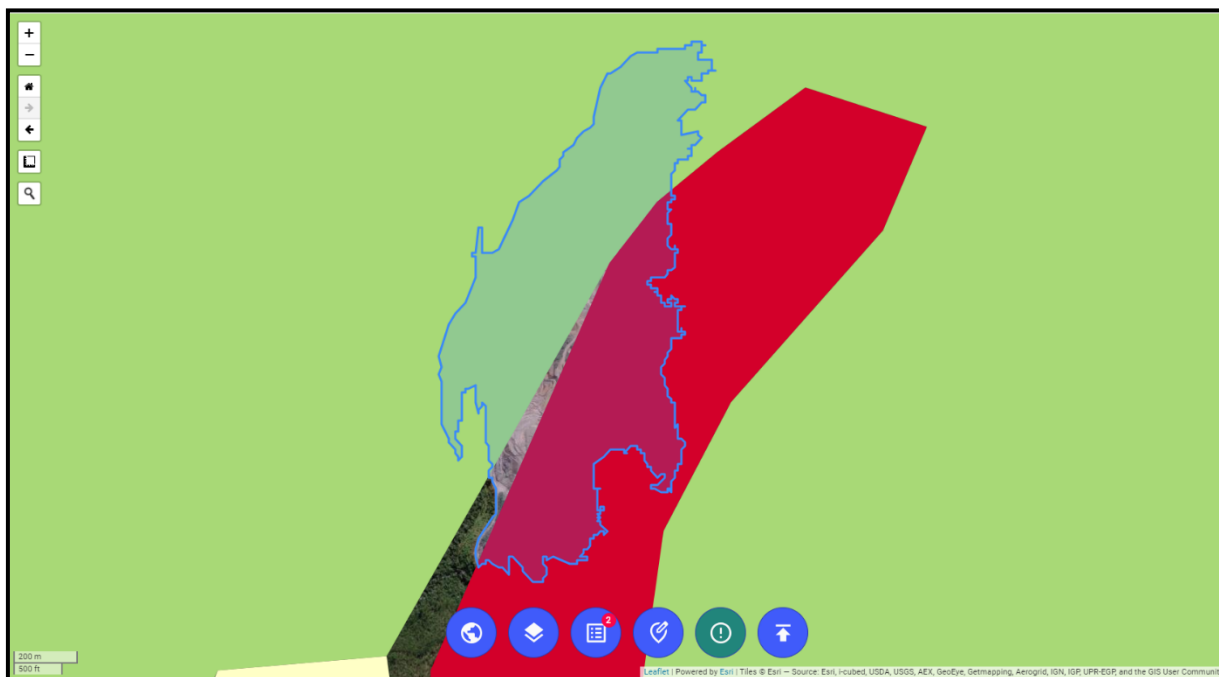 +
−
2
200 m
500 ft
Leaflet | Powered by Esri | Tiles © Esri — Source: Esri, i-cubed, USDA, USGS, AEX, GeoEye, Getmapping, Aerogrid, IGN, IGP, UPR-EGP, and the GIS User Communit